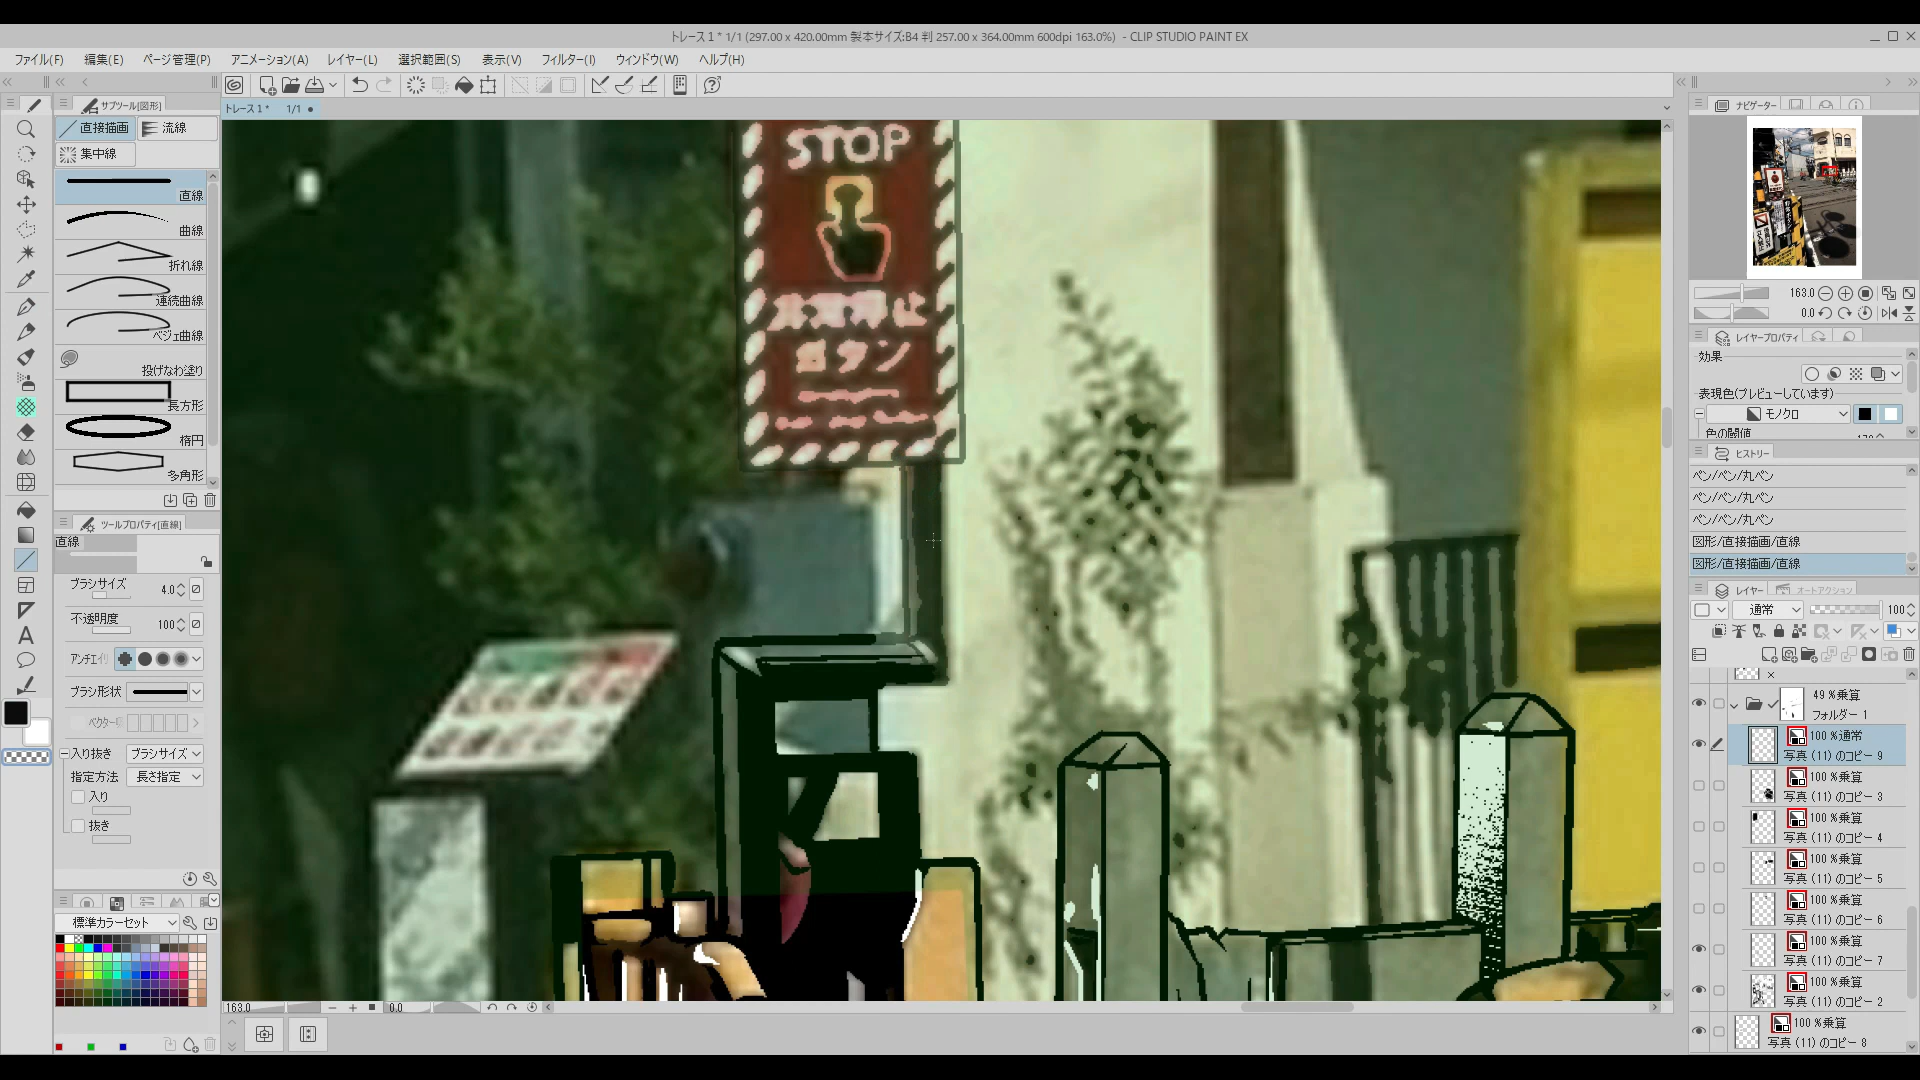 トレース1 * 1/1 (297.00 x 420.00mm 製本サイズ:B4 判 257.00 x 364.00mm 600dpi 163.0%) - CLIP STUDIO PAINT EX
ファイル(F) 編集(E) ページ管理(P) アニメーション(A) レイヤー(L) 選択範囲(S) 表示(V) フィルター(I) ウィンドウ(W) ヘルプ(H)
サブツール[図形]
トレース1* 1/1
ナビゲーター
直接描画 流線
集中線
直線
曲線
折れ線
連続曲線
ベジェ曲線
投げなわ塗り
長方形
楕円
多角形
STOP
非常停止
ボタン
163.0
0.0
レイヤープロパティ
効果
表現色(プレビューしています)
モノクロ
色の閾値
ヒストリー
ペン/ペン/丸ペン
ペン/ペン/丸ペン
ペン/ペン/丸ペン
図形/直接描画/直線
図形/直接描画/直線
ツールプロパティ[直線]
直線
ブラシサイズ 4.0
不透明度 100
アンチエイ
ブラシ形状
入り抜き ブラシサイズ
指定方法 長さ指定
入り
抜き
標準カラーセット
レイヤー オートアクション
通常 100
49 %乗算
フォルダー 1
100 %通常
写真 (11) のコピー 9
100 %乗算
写真 (11) のコピー 3
100 %乗算
写真 (11) のコピー 4
100 %乗算
写真 (11) のコピー 5
100 %乗算
写真 (11) のコピー 6
100 %乗算
写真 (11) のコピー 7
100 %乗算
写真 (11) のコピー 2
100 %乗算
写真 (11) のコピー 8
163.0 0.0